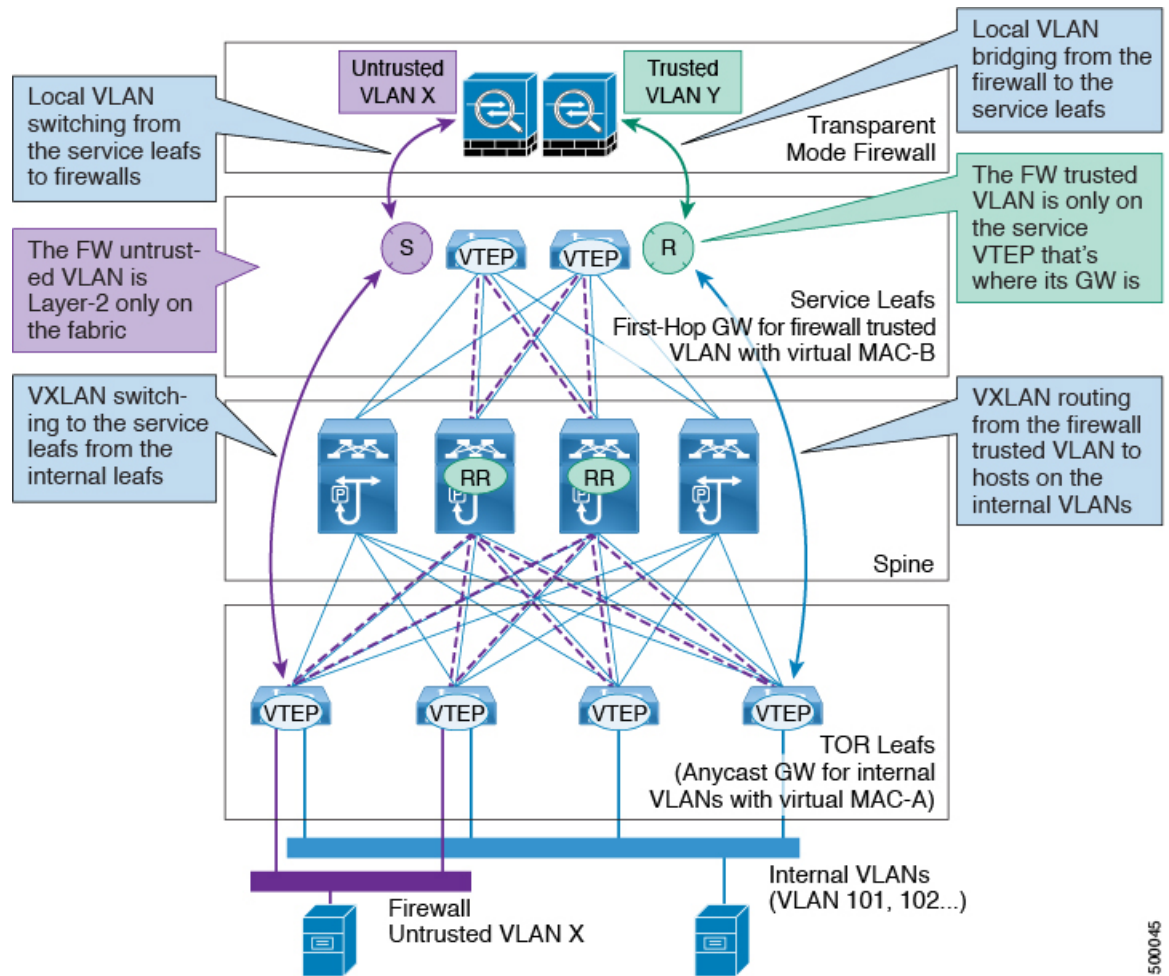 Local VLAN
switching from
the service leafs
to firewalls
Untrusted
VLAN X
Trusted
VLAN Y
Local VLAN
bridging from the
firewall to the
service leafs
Transparent
Mode Firewall
The FW untrust-
ed VLAN is
Layer-2 only on
the fabric
S
VTEP
VTEP
R
The FW trusted
VLAN is only on
the service
VTEP that's
where its GW is
Service Leafs
First-Hop GW for firewall trusted
VLAN with virtual MAC-B
VXLAN switch-
ing to the service
leafs from the
internal leafs
P
RR
P
RR
P
P
VXLAN routing
from the firewall
trusted VLAN to
hosts on the
internal VLANs
Spine
VTEP
VTEP
VTEP
VTEP
TOR Leafs
(Anycast GW for internal
VLANs with virtual MAC-A)
Internal VLANs
(VLAN 101, 102...)
Firewall
Untrusted VLAN X
500045